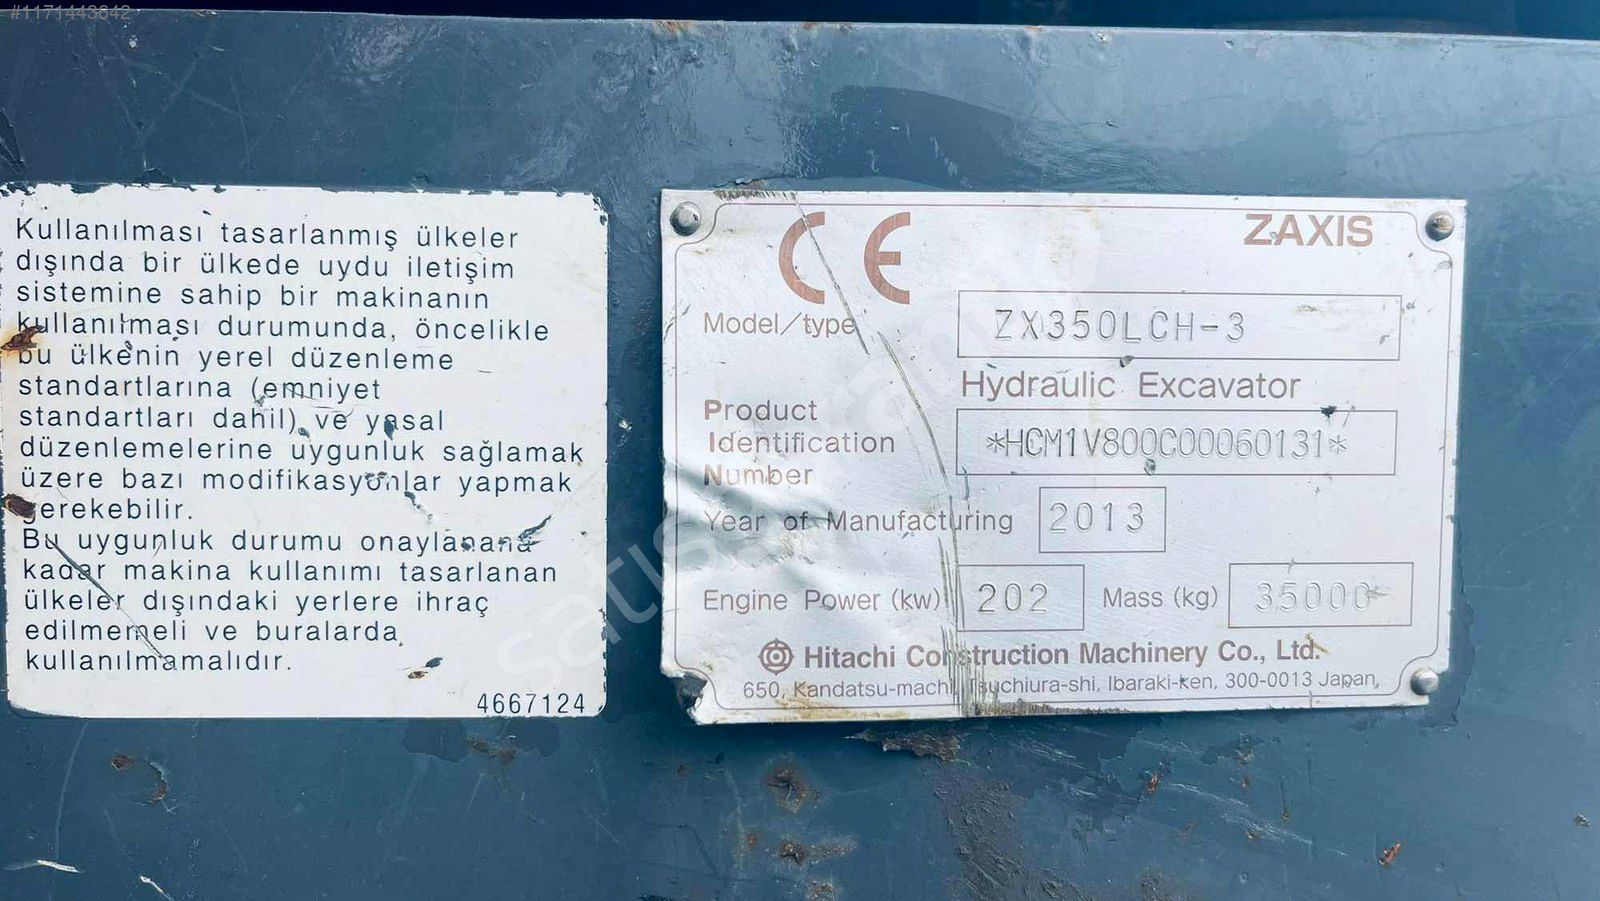 #1171443642
Kullanılması tasarlanmış ülkeler
dışında bir ülkede uydu iletişim
sistemine sahip bir makinanın
kullanılması durumunda, öncelikle
bu ülkenin yerel düzenleme
standartlarına (emniyet
standartları dahil) ve yasal
düzenlemelerine uygunluk sağlamak
üzere bazı modifikasyonlar yapmak
gerekebilir.
Bu uygunluk durumu onaylanana
kadar makina kullanımı tasarlanan
ülkeler dışındaki yerlere ihraç
edilmemeli ve buralarda
kullanılmamalıdır.
4667124
CE
ZAXIS
Model/type ZX350LCH-3
Hydraulic Excavator
Product
Identification
Number
*HCM1V800C00060131*
Year of Manufacturing 2013
Engine Power (kw) 202 Mass (kg) 35000
Hitachi Construction Machinery Co., Ltd.
650, Kandatsu-machi, Tsuchiura-shi, Ibaraki-ken, 300-0013 Japan